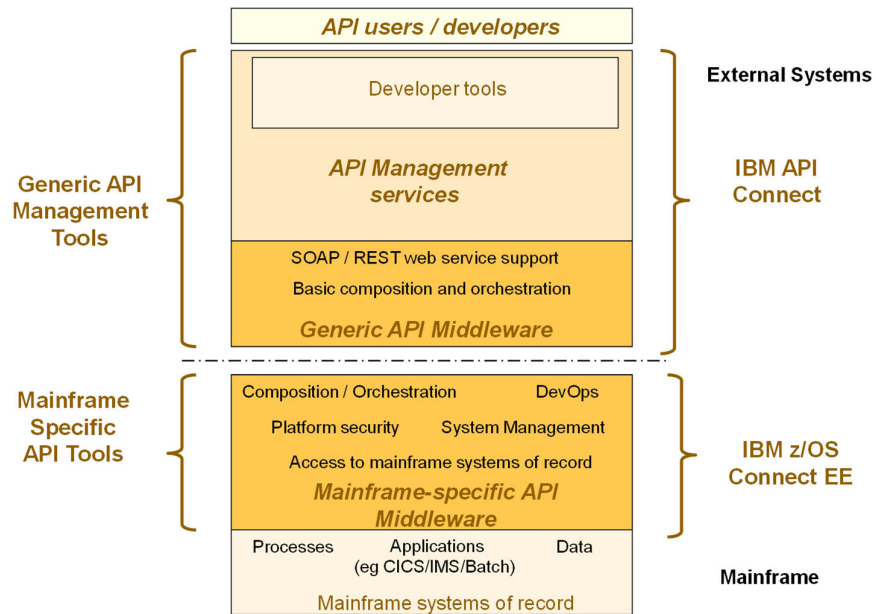 API users / developers
External Systems
Developer tools
API Management
services
Generic API
Management
Tools
IBM API
Connect
SOAP / REST web service support
Basic composition and orchestration
Generic API Middleware
Mainframe
Specific
API Tools
Composition / Orchestration DevOps
Platform security System Management
Access to mainframe systems of record
Mainframe-specific API
Middleware
IBM z/OS
Connect EE
Processes Applications Data
(eg CICS/IMS/Batch)
Mainframe systems of record
Mainframe